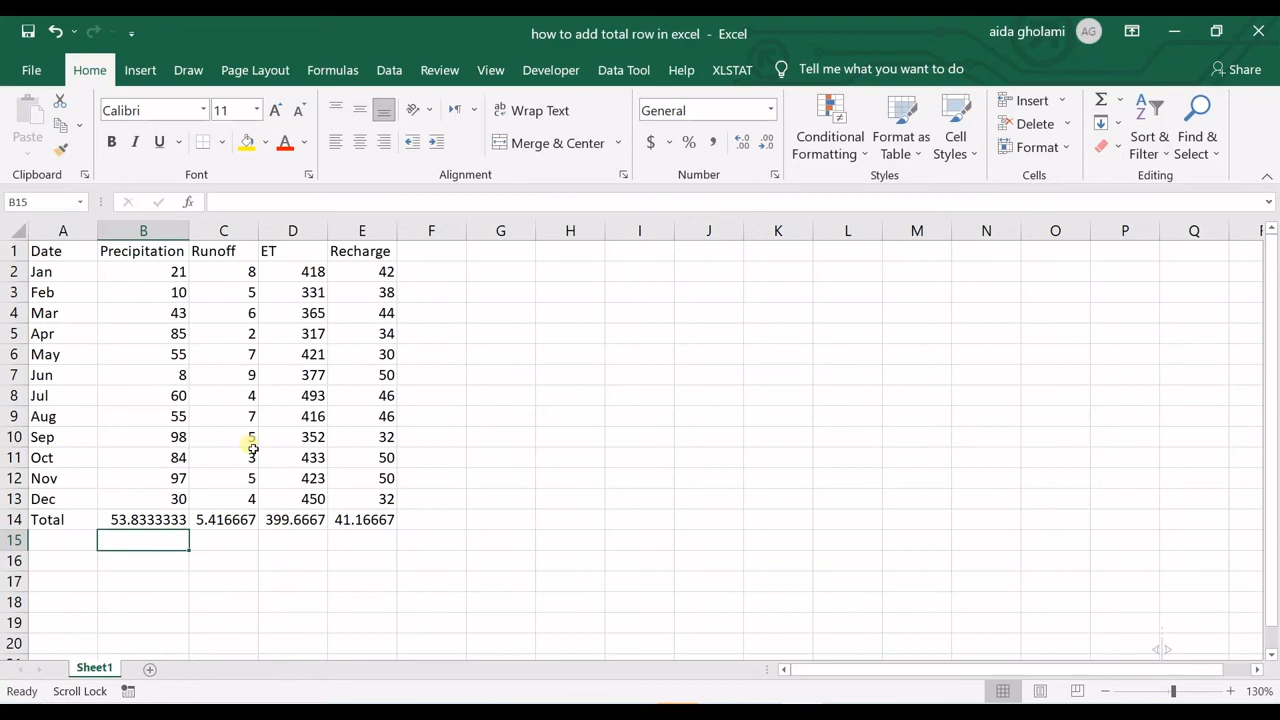 how to add total row in excel - Excel
aida gholami AG
File Home Insert Draw Page Layout Formulas Data Review View Developer Data Tool Help XLSTAT Tell me what you want to do Share
Paste
Calibri 11 A A
B I U A
ab Wrap Text
Merge & Center
General
$ % ,
Conditional Formatting
Format as Table
Cell Styles
Insert
Delete
Format
Sort & Filter
Find & Select
Clipboard Font Alignment Number Styles Cells Editing
B15 fx
A B C D E F G H I J K L M N O P Q
1 Date Precipitation Runoff ET Recharge
2 Jan 21 8 418 42
3 Feb 10 5 331 38
4 Mar 43 6 365 44
5 Apr 85 2 317 34
6 May 55 7 421 30
7 Jun 8 9 377 50
8 Jul 60 4 493 46
9 Aug 55 7 416 46
10 Sep 98 5 352 32
11 Oct 84 3 433 50
12 Nov 97 5 423 50
13 Dec 30 4 450 32
14 Total 53.8333333 5.416667 399.6667 41.16667
15
16
17
18
19
20
Sheet1
Ready Scroll Lock 130%